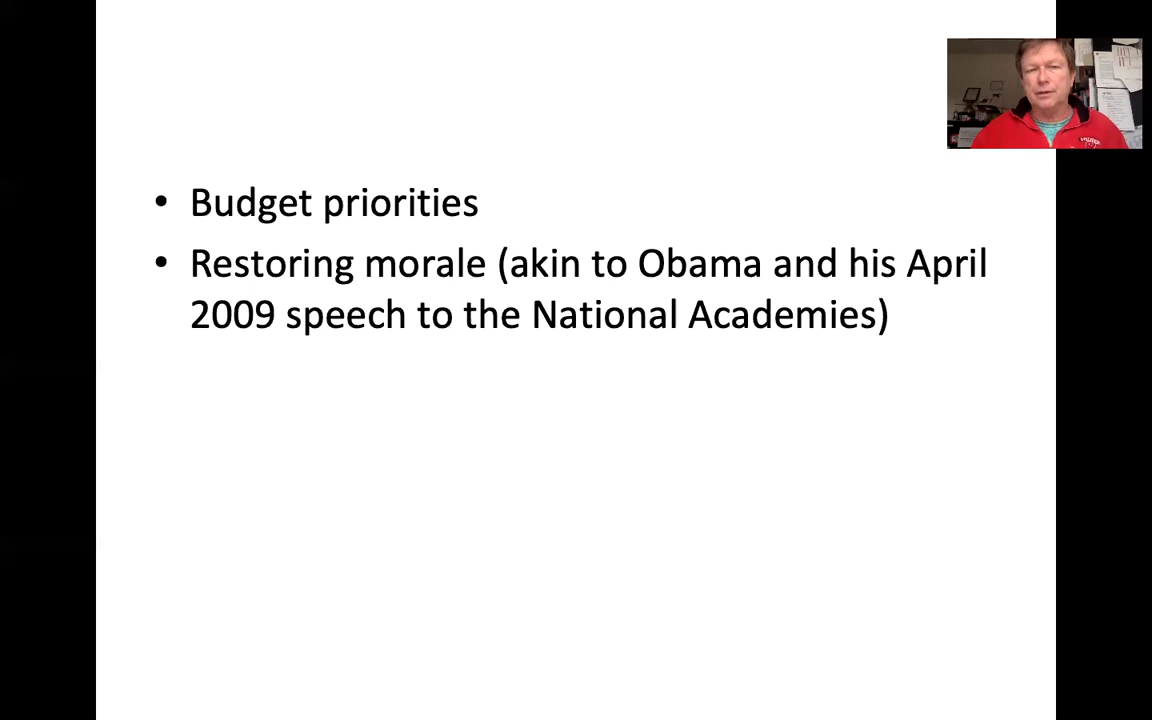 • Budget priorities
• Restoring morale (akin to Obama and his April
2009 speech to the National Academies)